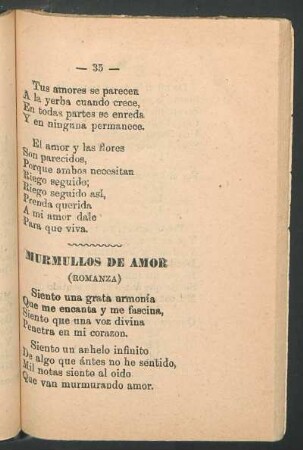 — 35 —
Tus amores se parecen
A la yerba cuando crece,
En todas partes se enreda
Y en ninguna permanece.
El amor y las flores
Son parecidos,
Porque ambos necesitan
Riego seguido;
Riego seguido así,
Prenda querida
A mi amor dale
Para que viva.
MURMULLOS DE AMOR
(ROMANZA)
Siento una grata armonía
Que me encanta y me fascina,
Siento que una voz divina
Penetra en mi corazon.
Siento un anhelo infinito
De algo que ántes no he sentido,
Mil notas siento al oido
Que van murmurando amor.